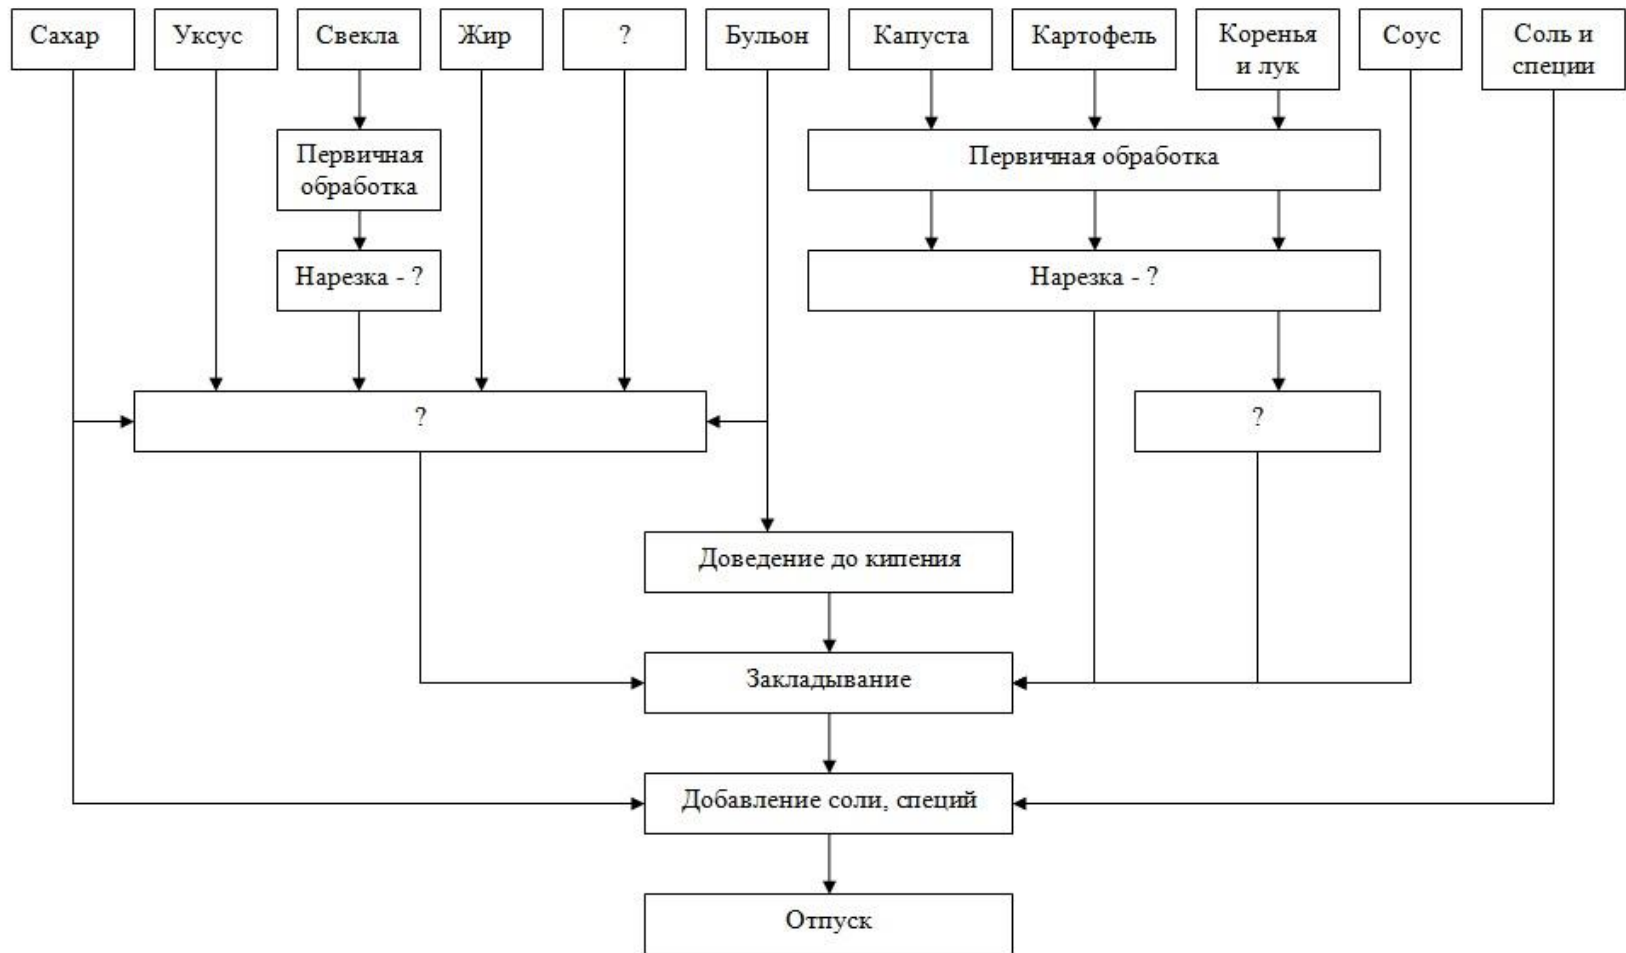 Сахар
Уксус
Свекла
Жир
?
Бульон
Капуста
Картофель
Коренья
и лук
Соус
Соль и
специи
Первичная
обработка
Первичная обработка
Нарезка - ?
Нарезка - ?
?
?
Доведение до кипения
Закладывание
Добавление соли, специй
Отпуск